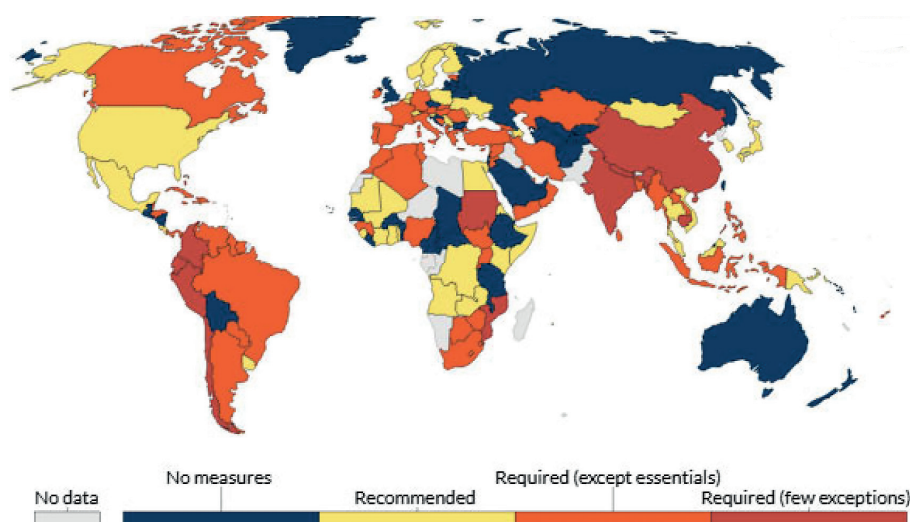 No measures
Required (except essentials)
No data
Recommended
Required (few exceptions)